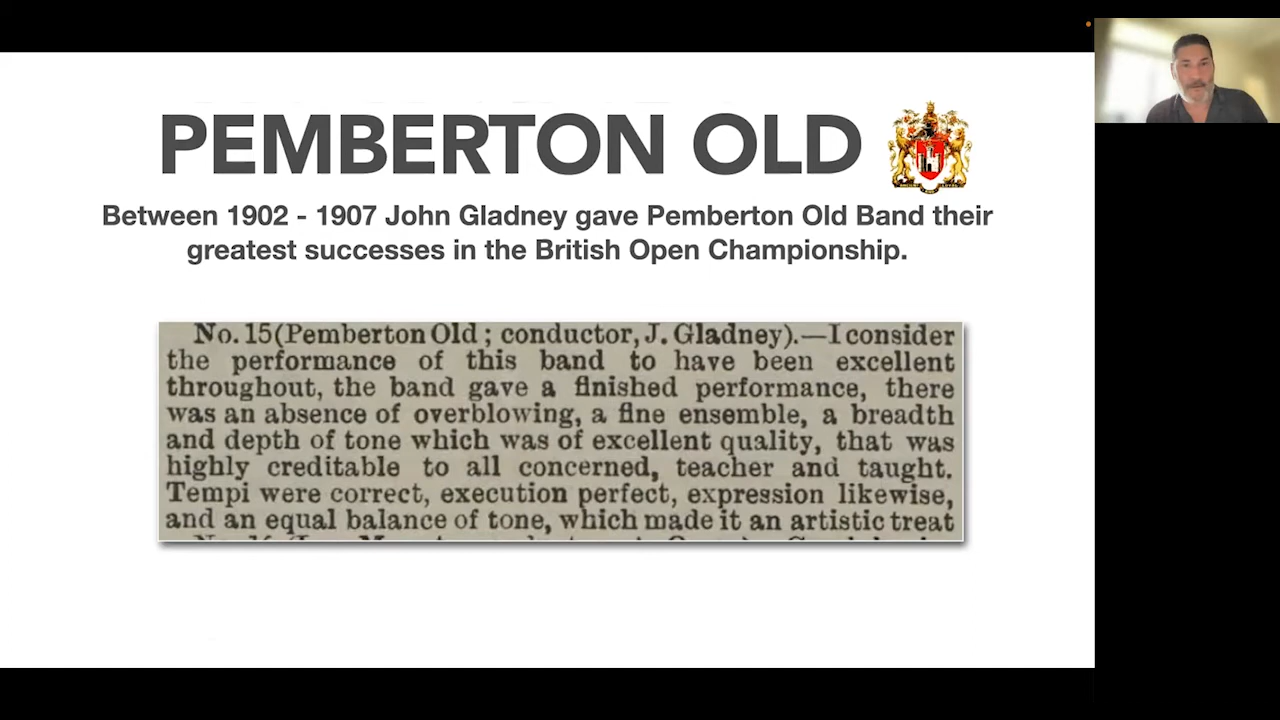 PEMBERTON OLD
Between 1902 - 1907 John Gladney gave Pemberton Old Band their
greatest successes in the British Open Championship.
No. 15(Pemberton Old ; conductor, J. Gladney).—I consider
the performance of this band to have been excellent
throughout, the band gave a finished performance, there
was an absence of overblowing, a fine ensemble, a breadth
and depth of tone which was of excellent quality, that was
highly creditable to all concerned, teacher and taught.
Tempi were correct, execution perfect, expression likewise,
and an equal balance of tone, which made it an artistic treat